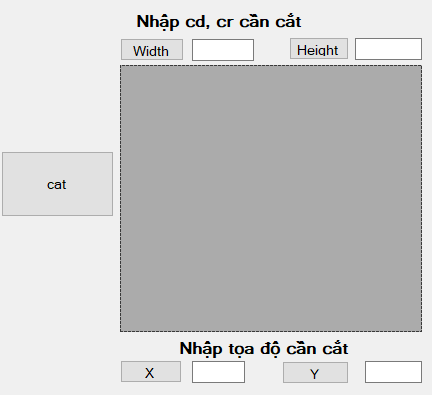 Nhập cd, cr cần cắt
Width Height
cat
Nhập tọa độ cần cắt
X Y